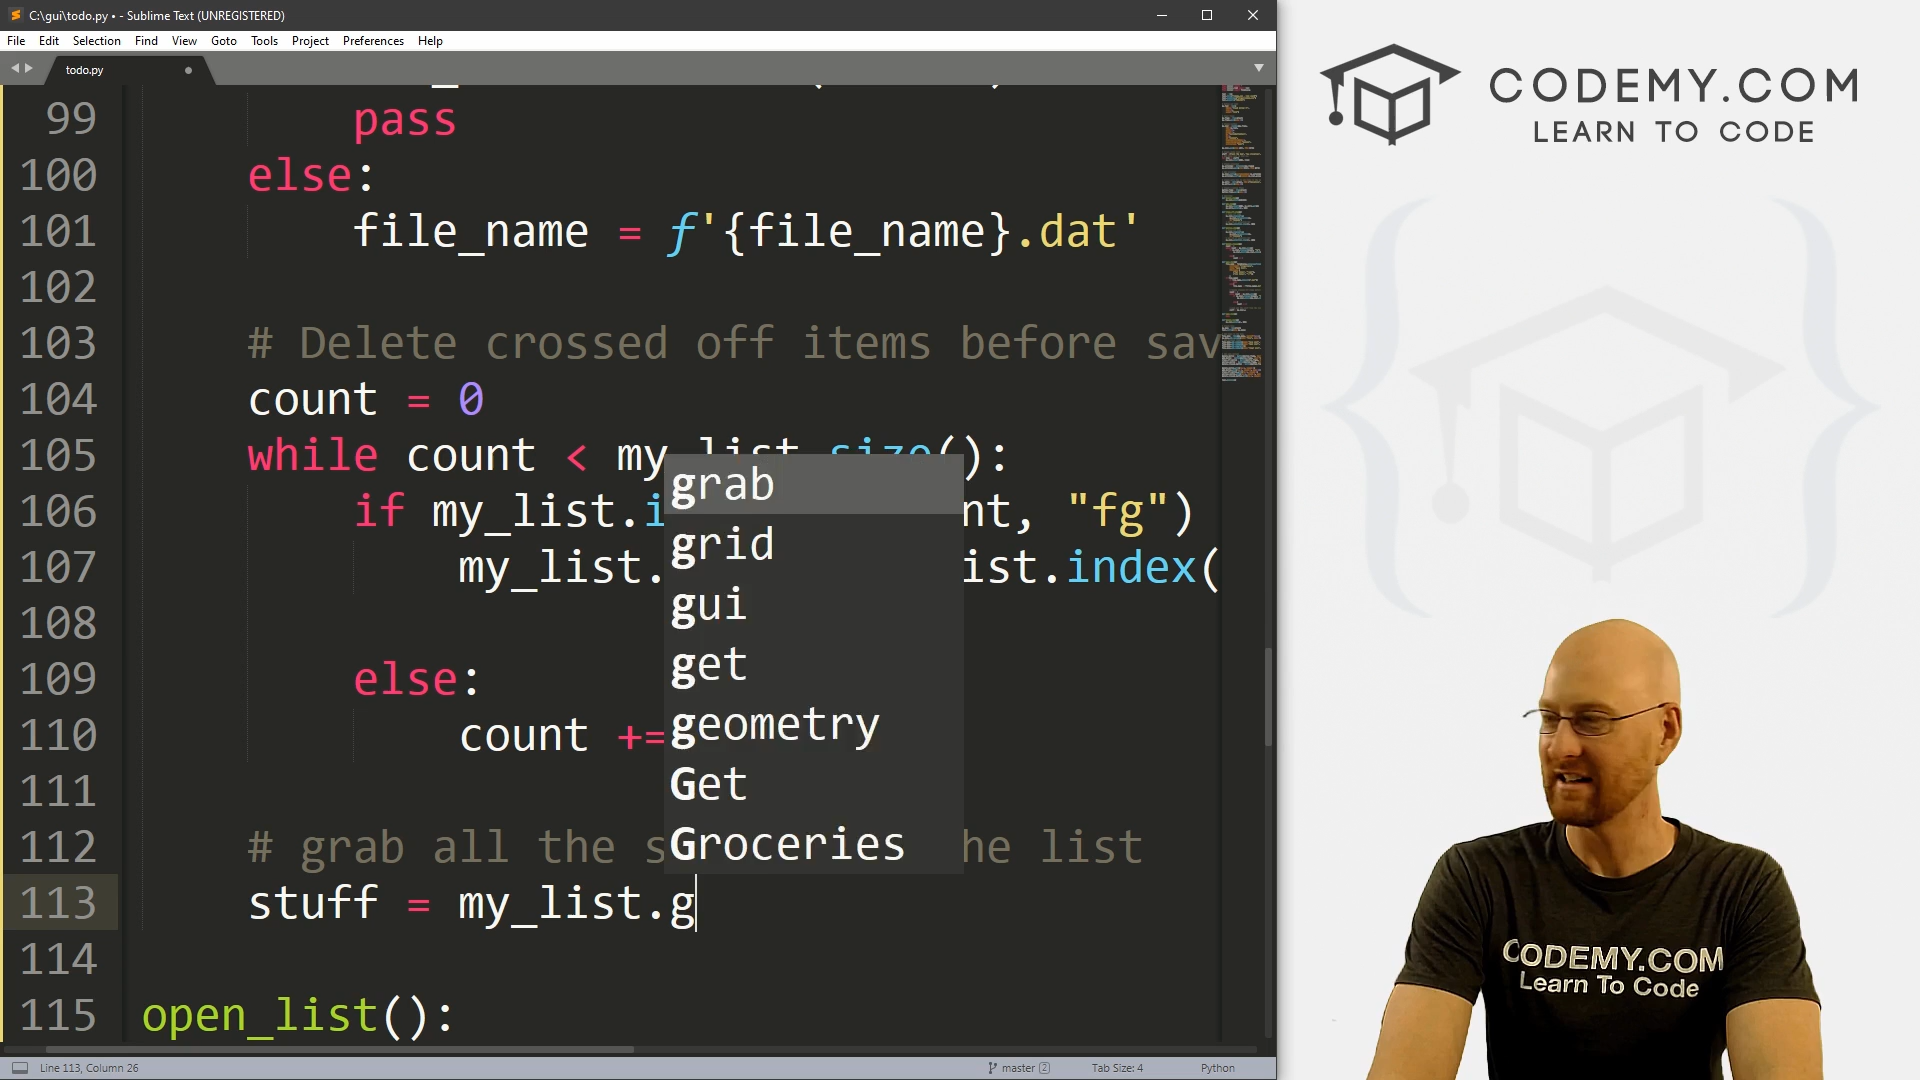 C:\gui\todo.py • - Sublime Text (UNREGISTERED)
File Edit Selection Find View Goto Tools Project Preferences Help
todo.py
99 pass
100 else:
101 file_name = f'{file_name}.dat'
102
103 # Delete crossed off items before sav
104 count = 0
105 while count < my_list.size():
106 if my_list.i nt, "fg")
107 my_list. ist.index(
108
109 else:
110 count +=
111
112 # grab all the s he list
113 stuff = my_list.g
114
115 open_list():
grab
grid
gui
get
geometry
Get
Groceries
Line 113, Column 26 master 2 Tab Size: 4 Python
CODEMY.COM
LEARN TO CODE
CODEMY.COM
Learn To Code